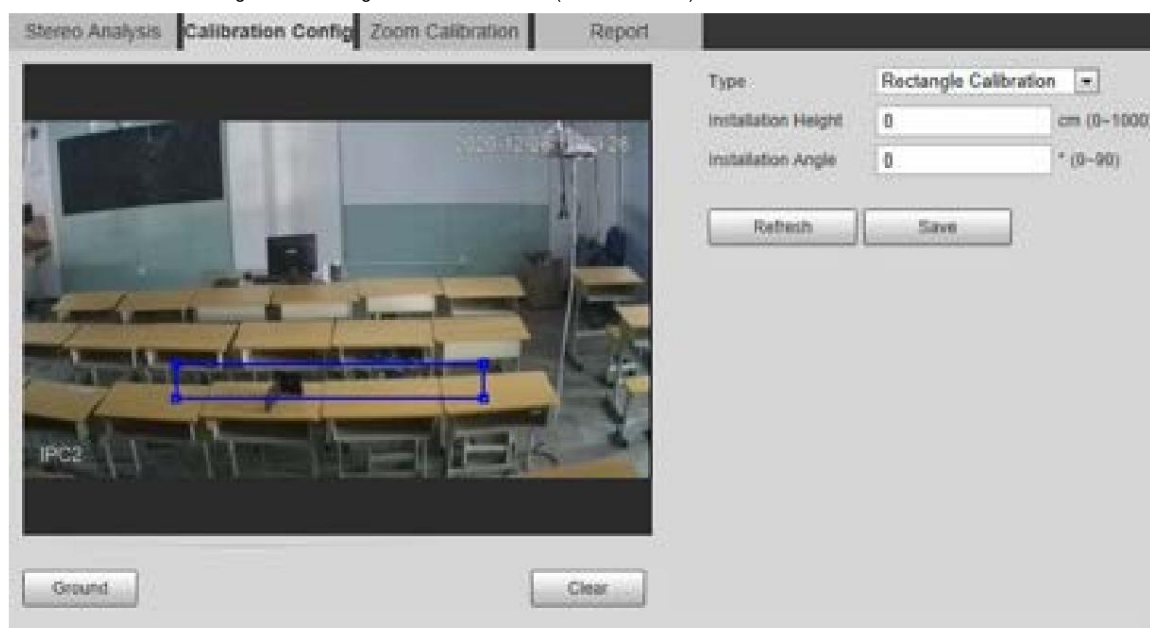 Stereo Analysis Calibration Config Zoom Calibration Report
Type Rectangle Calibration
Installation Height 0 cm (0~1000)
Installation Angle 0 ° (0~90)
Refresh Save
IPC2
Ground Clear